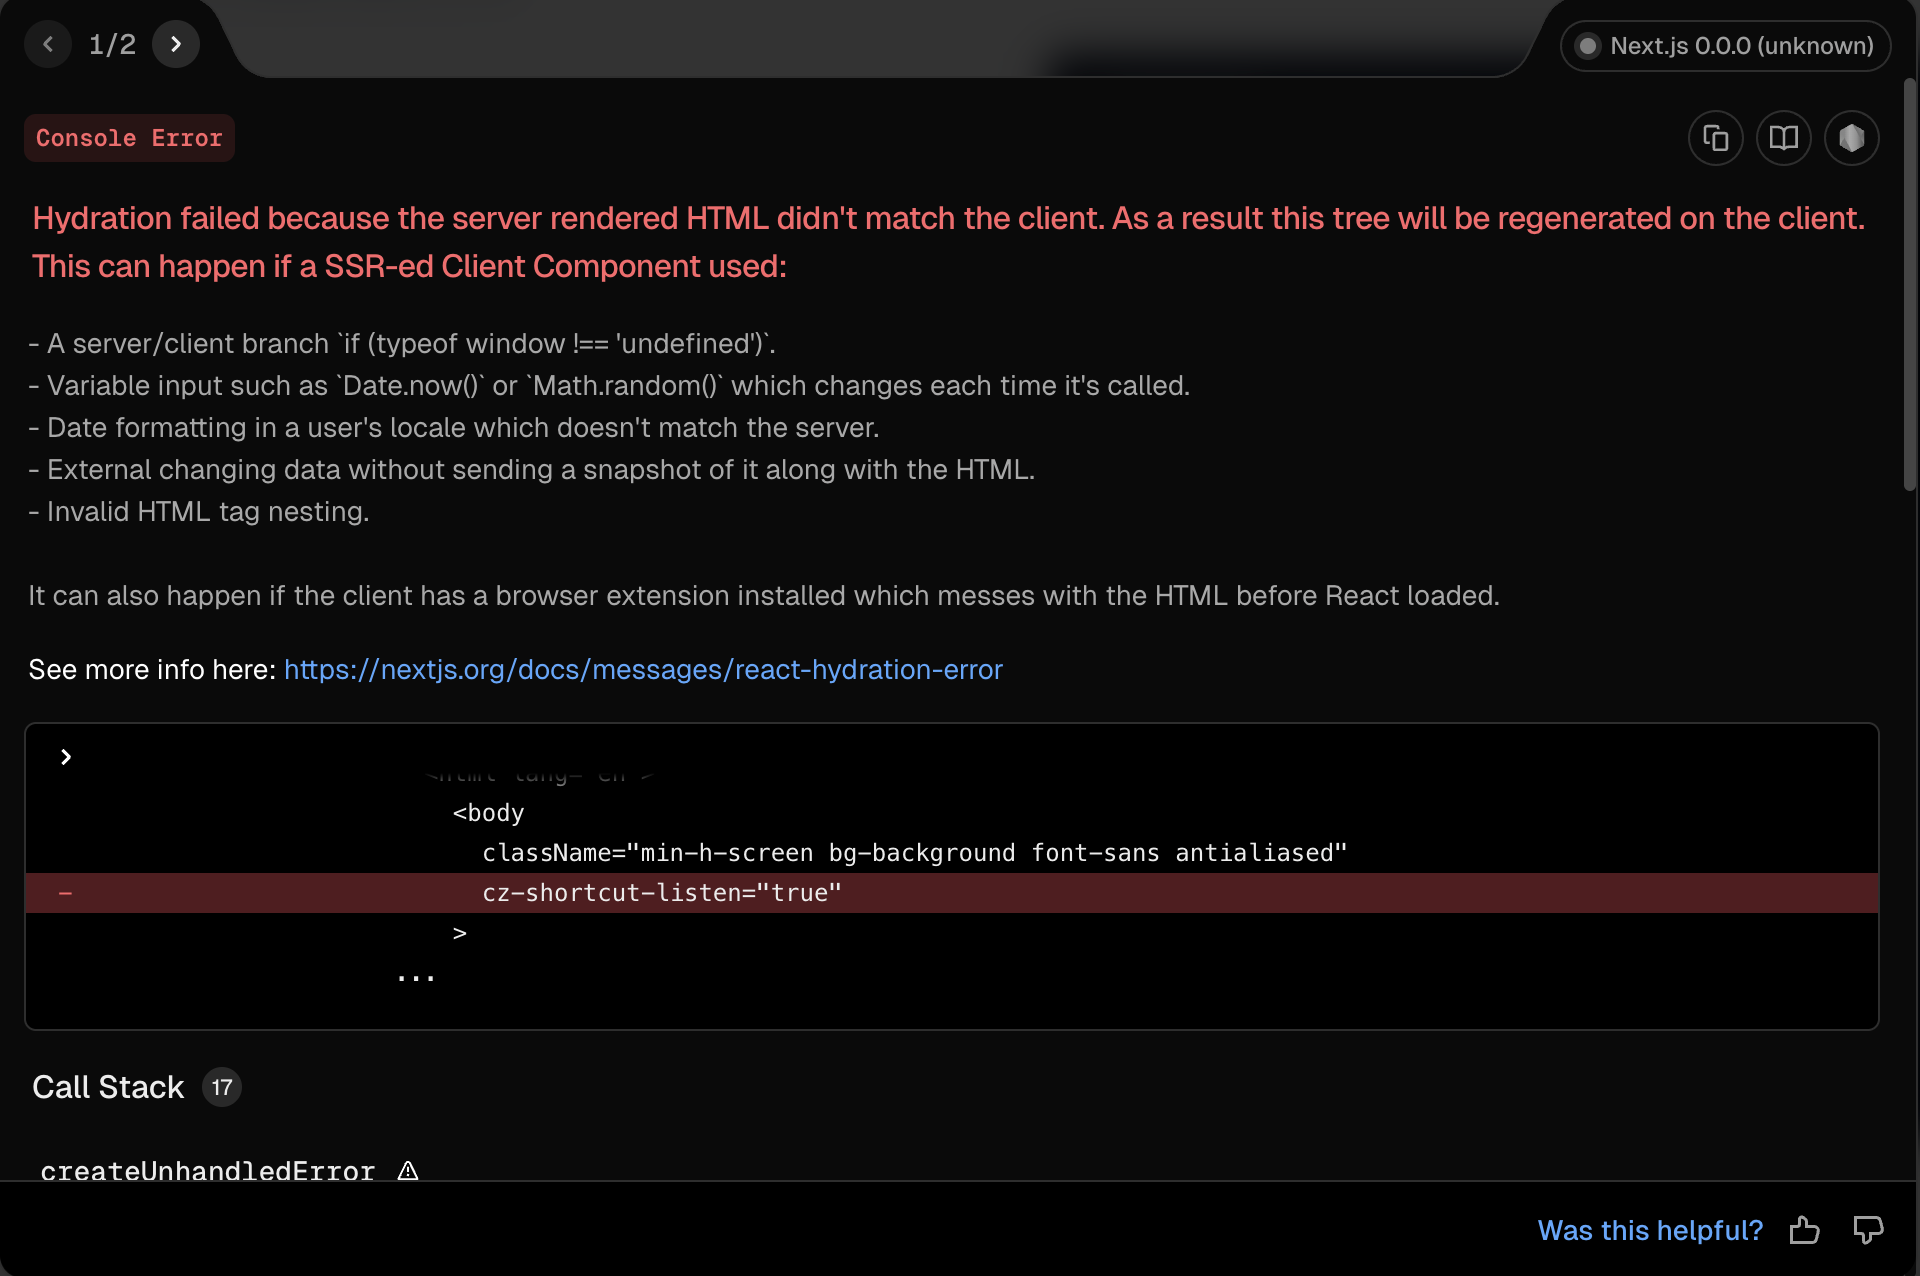 1/2
Next.js 0.0.0 (unknown)
Console Error
Hydration failed because the server rendered HTML didn't match the client. As a result this tree will be regenerated on the client.
This can happen if a SSR-ed Client Component used:
- A server/client branch `if (typeof window !== 'undefined')`.
- Variable input such as `Date.now()` or `Math.random()` which changes each time it's called.
- Date formatting in a user's locale which doesn't match the server.
- External changing data without sending a snapshot of it along with the HTML.
- Invalid HTML tag nesting.
It can also happen if the client has a browser extension installed which messes with the HTML before React loaded.
See more info here: https://nextjs.org/docs/messages/react-hydration-error
<html lang="en">
<body
className="min-h-screen bg-background font-sans antialiased"
- cz-shortcut-listen="true"
>
...
Call Stack 17
createUnhandledError
Was this helpful?